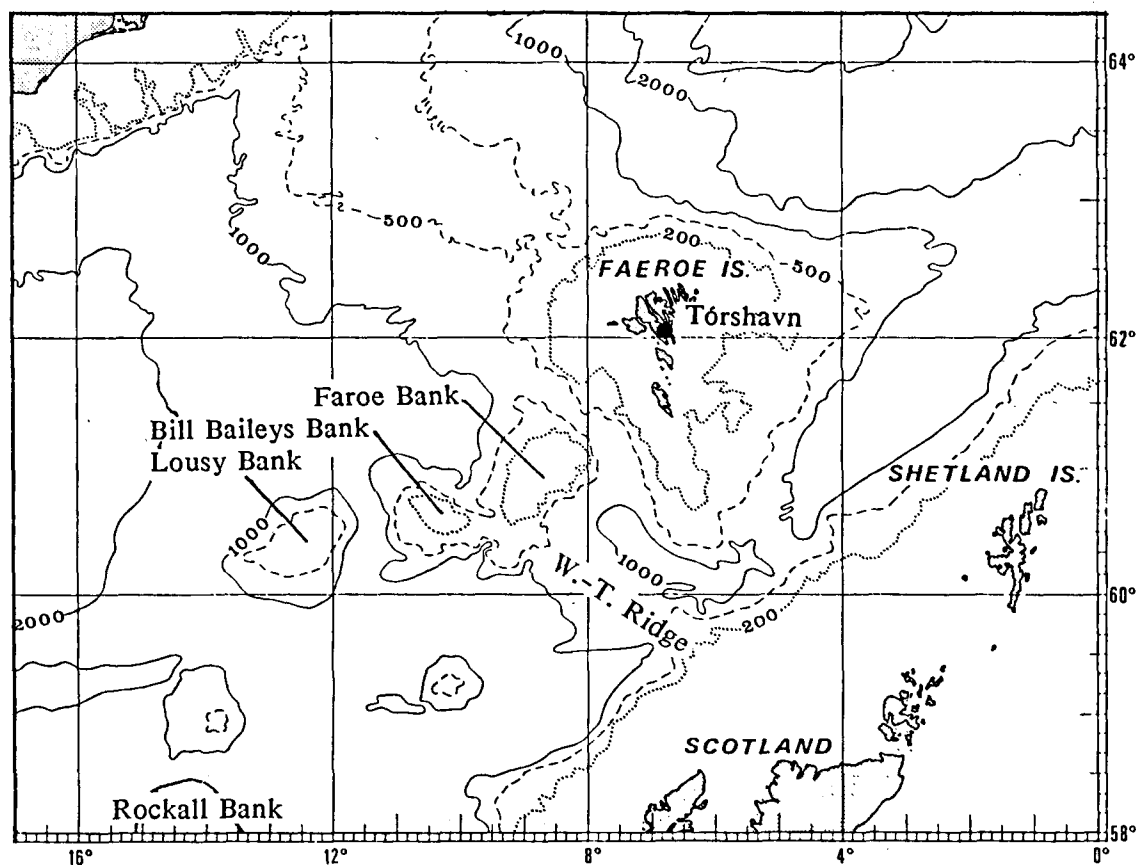 1000
2000
64°
500
200
500
FAEROE IS.
1000
Tórshavn
62°
Faroe Bank
Bill Baileys Bank
Lousy Bank
SHETLAND IS.
1000
1000
W.-T. Ridge
60°
2000
200
SCOTLAND
Rockall Bank
58°
16°
12°
8°
4°
0°